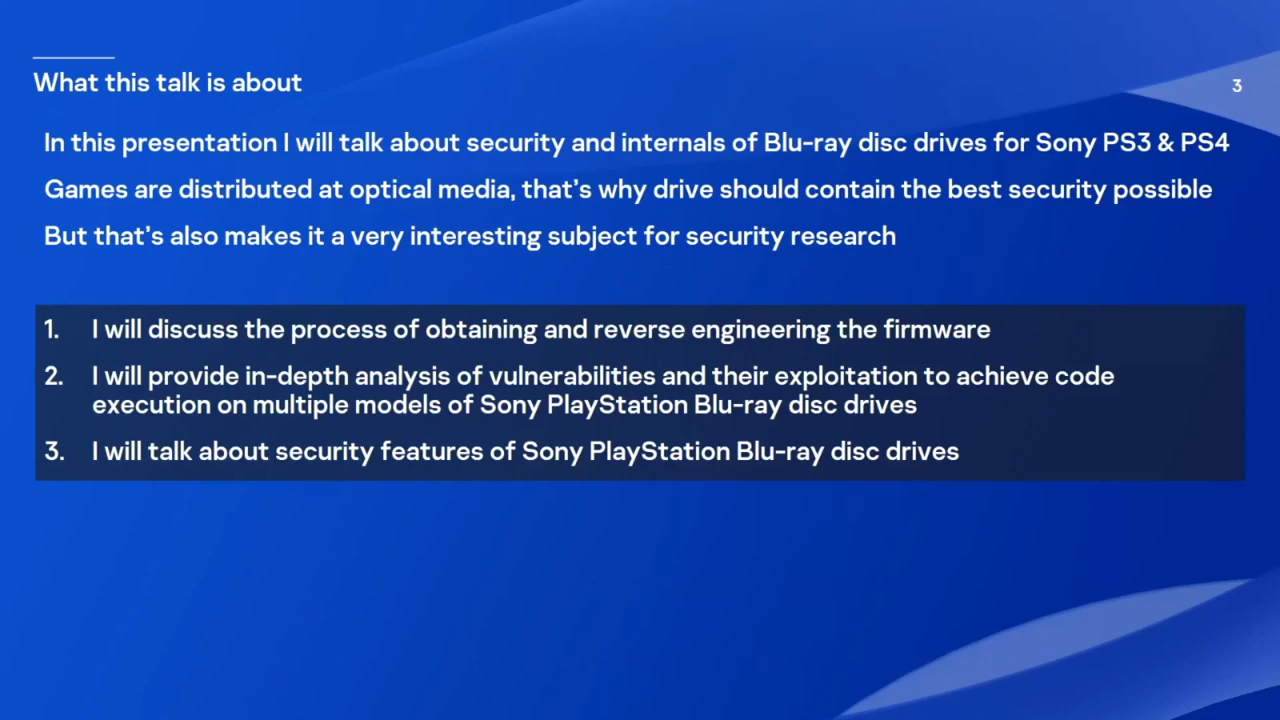 What this talk is about
3
In this presentation I will talk about security and internals of Blu-ray disc drives for Sony PS3 & PS4
Games are distributed at optical media, that's why drive should contain the best security possible
But that's also makes it a very interesting subject for security research
1. I will discuss the process of obtaining and reverse engineering the firmware
2. I will provide in-depth analysis of vulnerabilities and their exploitation to achieve code
execution on multiple models of Sony PlayStation Blu-ray disc drives
3. I will talk about security features of Sony PlayStation Blu-ray disc drives